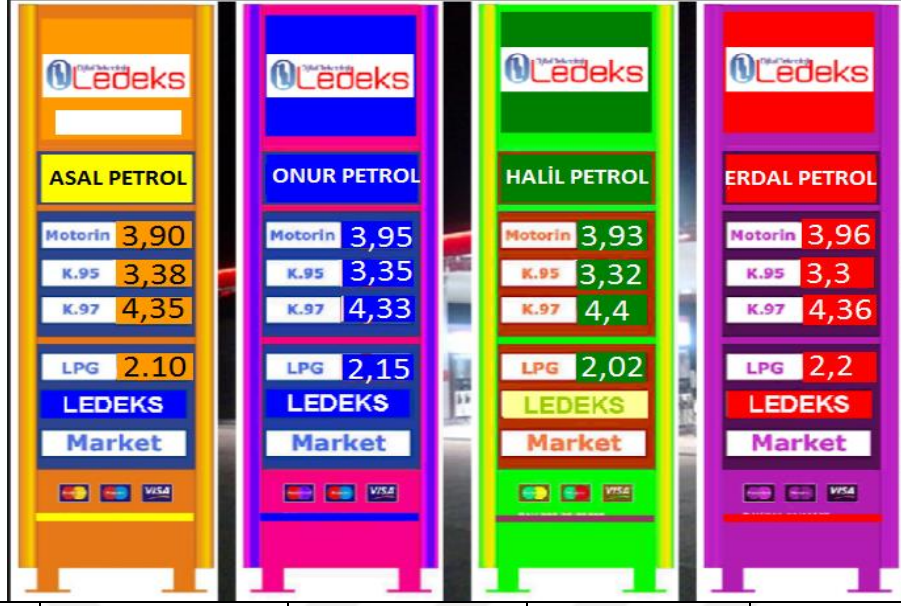 Ledeks
ASAL PETROL
Motorin 3,90
K.95 3,38
K.97 4,35
LPG 2.10
LEDEKS
Market
VISA
Ledeks
ONUR PETROL
Motorin 3,95
K.95 3,35
K.97 4,33
LPG 2,15
LEDEKS
Market
VISA
Ledeks
HALİL PETROL
Motorin 3,93
K.95 3,32
K.97 4,4
LPG 2,02
LEDEKS
Market
VISA
Ledeks
ERDAL PETROL
Motorin 3,96
K.95 3,3
K.97 4,36
LPG 2,2
LEDEKS
Market
VISA